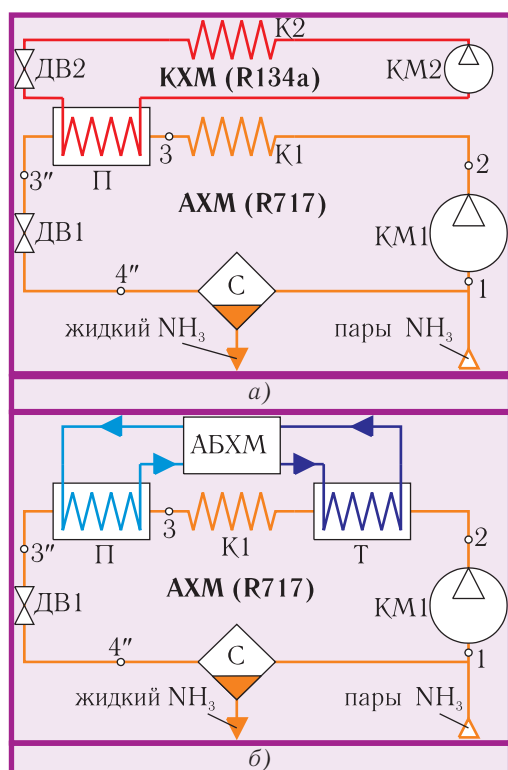 К2
ДВ2
КХМ (R134a)
КМ2
3
К1
3″
П
2
АХМ (R717)
ДВ1
КМ1
4″
С
1
жидкий NH₃
пары NH₃
а)
АБХМ
3
П
К1
Т
3″
2
АХМ (R717)
ДВ1
КМ1
4″
С
1
жидкий NH₃
пары NH₃
б)